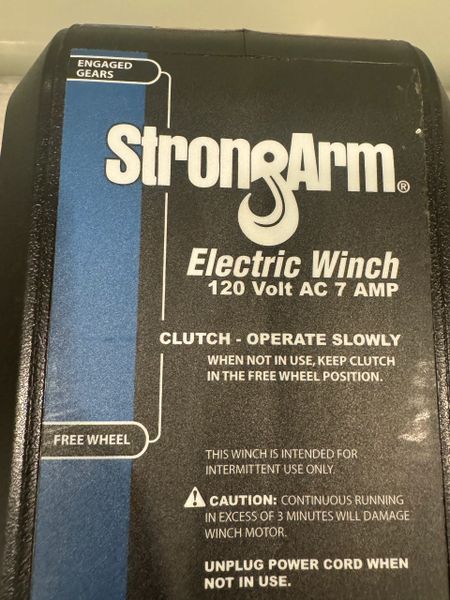 ENGAGED
GEARS
StrongArm®
Electric Winch
120 Volt AC 7 AMP
CLUTCH - OPERATE SLOWLY
WHEN NOT IN USE, KEEP CLUTCH
IN THE FREE WHEEL POSITION.
FREE WHEEL
THIS WINCH IS INTENDED FOR
INTERMITTENT USE ONLY.
CAUTION: CONTINUOUS RUNNING
IN EXCESS OF 3 MINUTES WILL DAMAGE
WINCH MOTOR.
UNPLUG POWER CORD WHEN
NOT IN USE.